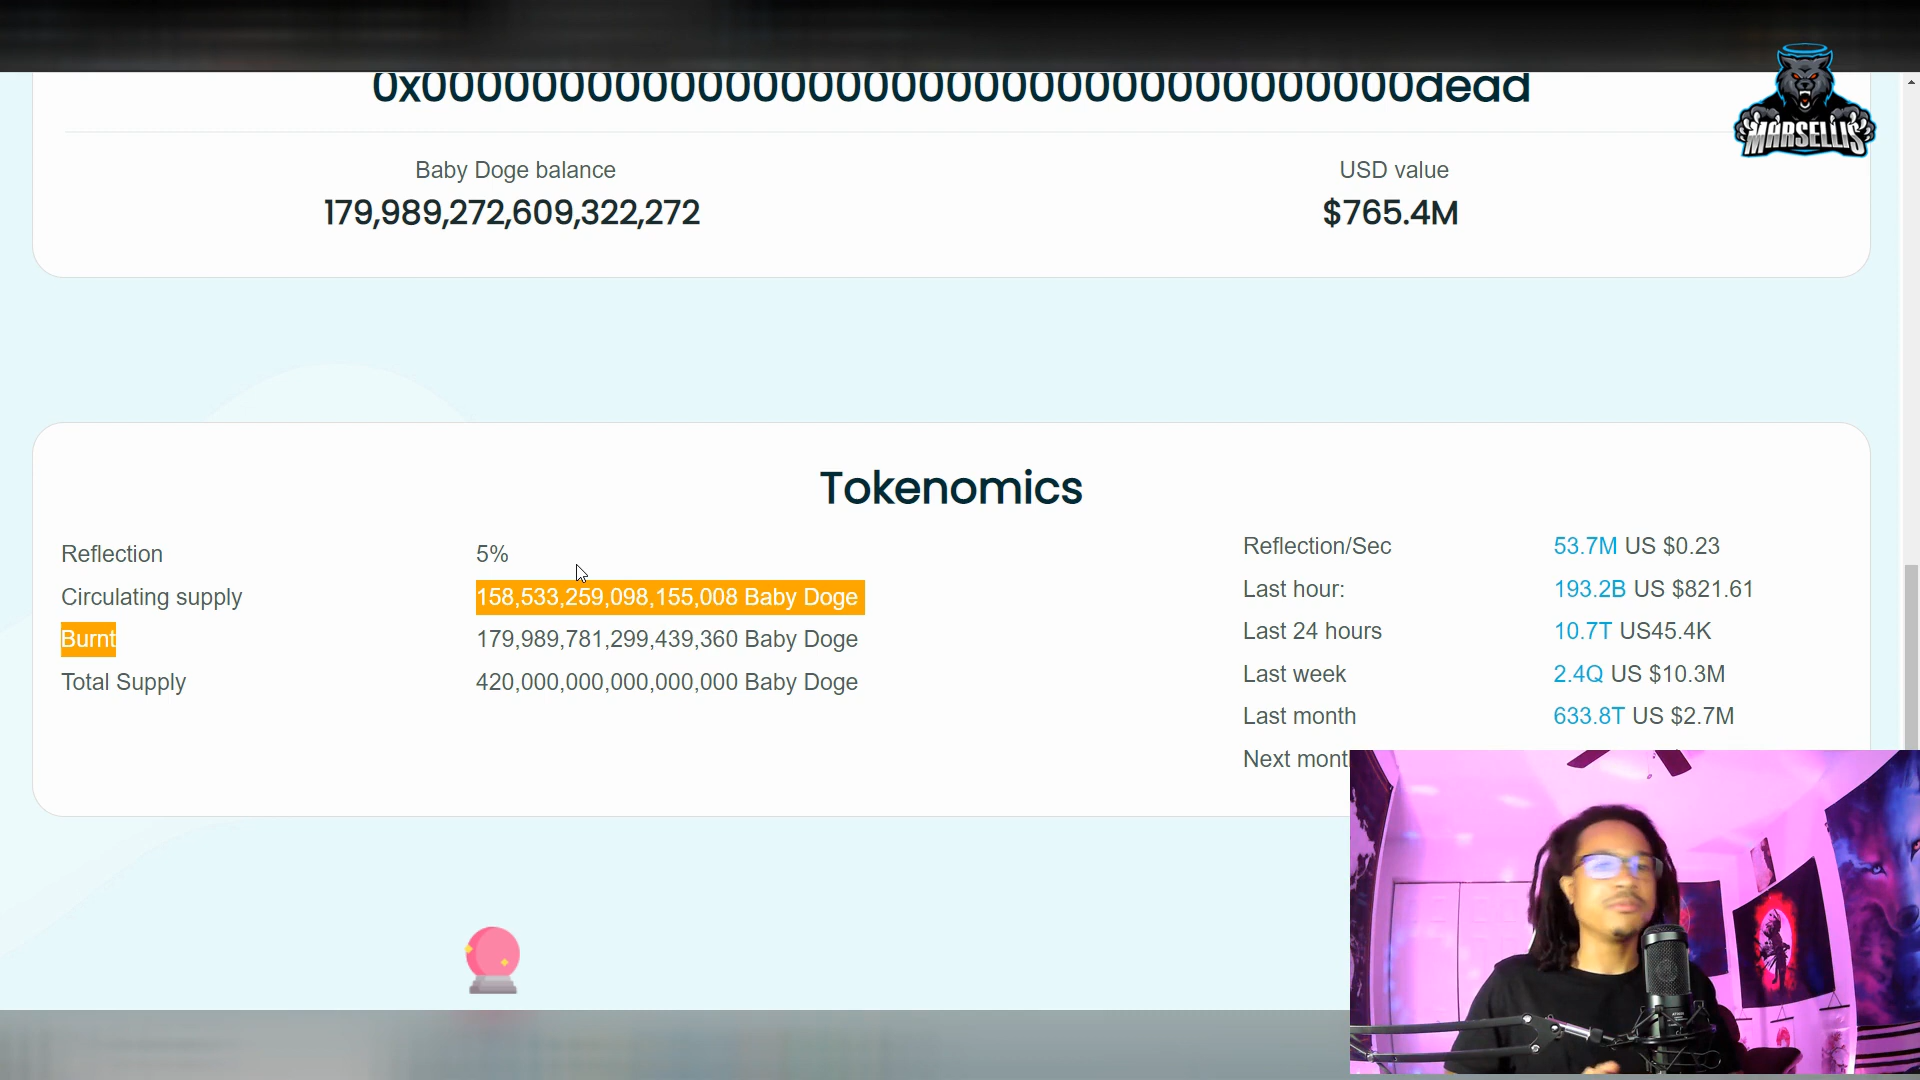 0x000000000000000000000000000000000000dead
MARSELLIS
Baby Doge balance
179,989,272,609,322,272
USD value
$765.4M
Tokenomics
Reflection 5%
Circulating supply 158,533,259,098,155,008 Baby Doge
Burnt 179,989,781,299,439,360 Baby Doge
Total Supply 420,000,000,000,000,000 Baby Doge
Reflection/Sec 53.7M US $0.23
Last hour: 193.2B US $821.61
Last 24 hours 10.7T US45.4K
Last week 2.4Q US $10.3M
Last month 633.8T US $2.7M
Next mont